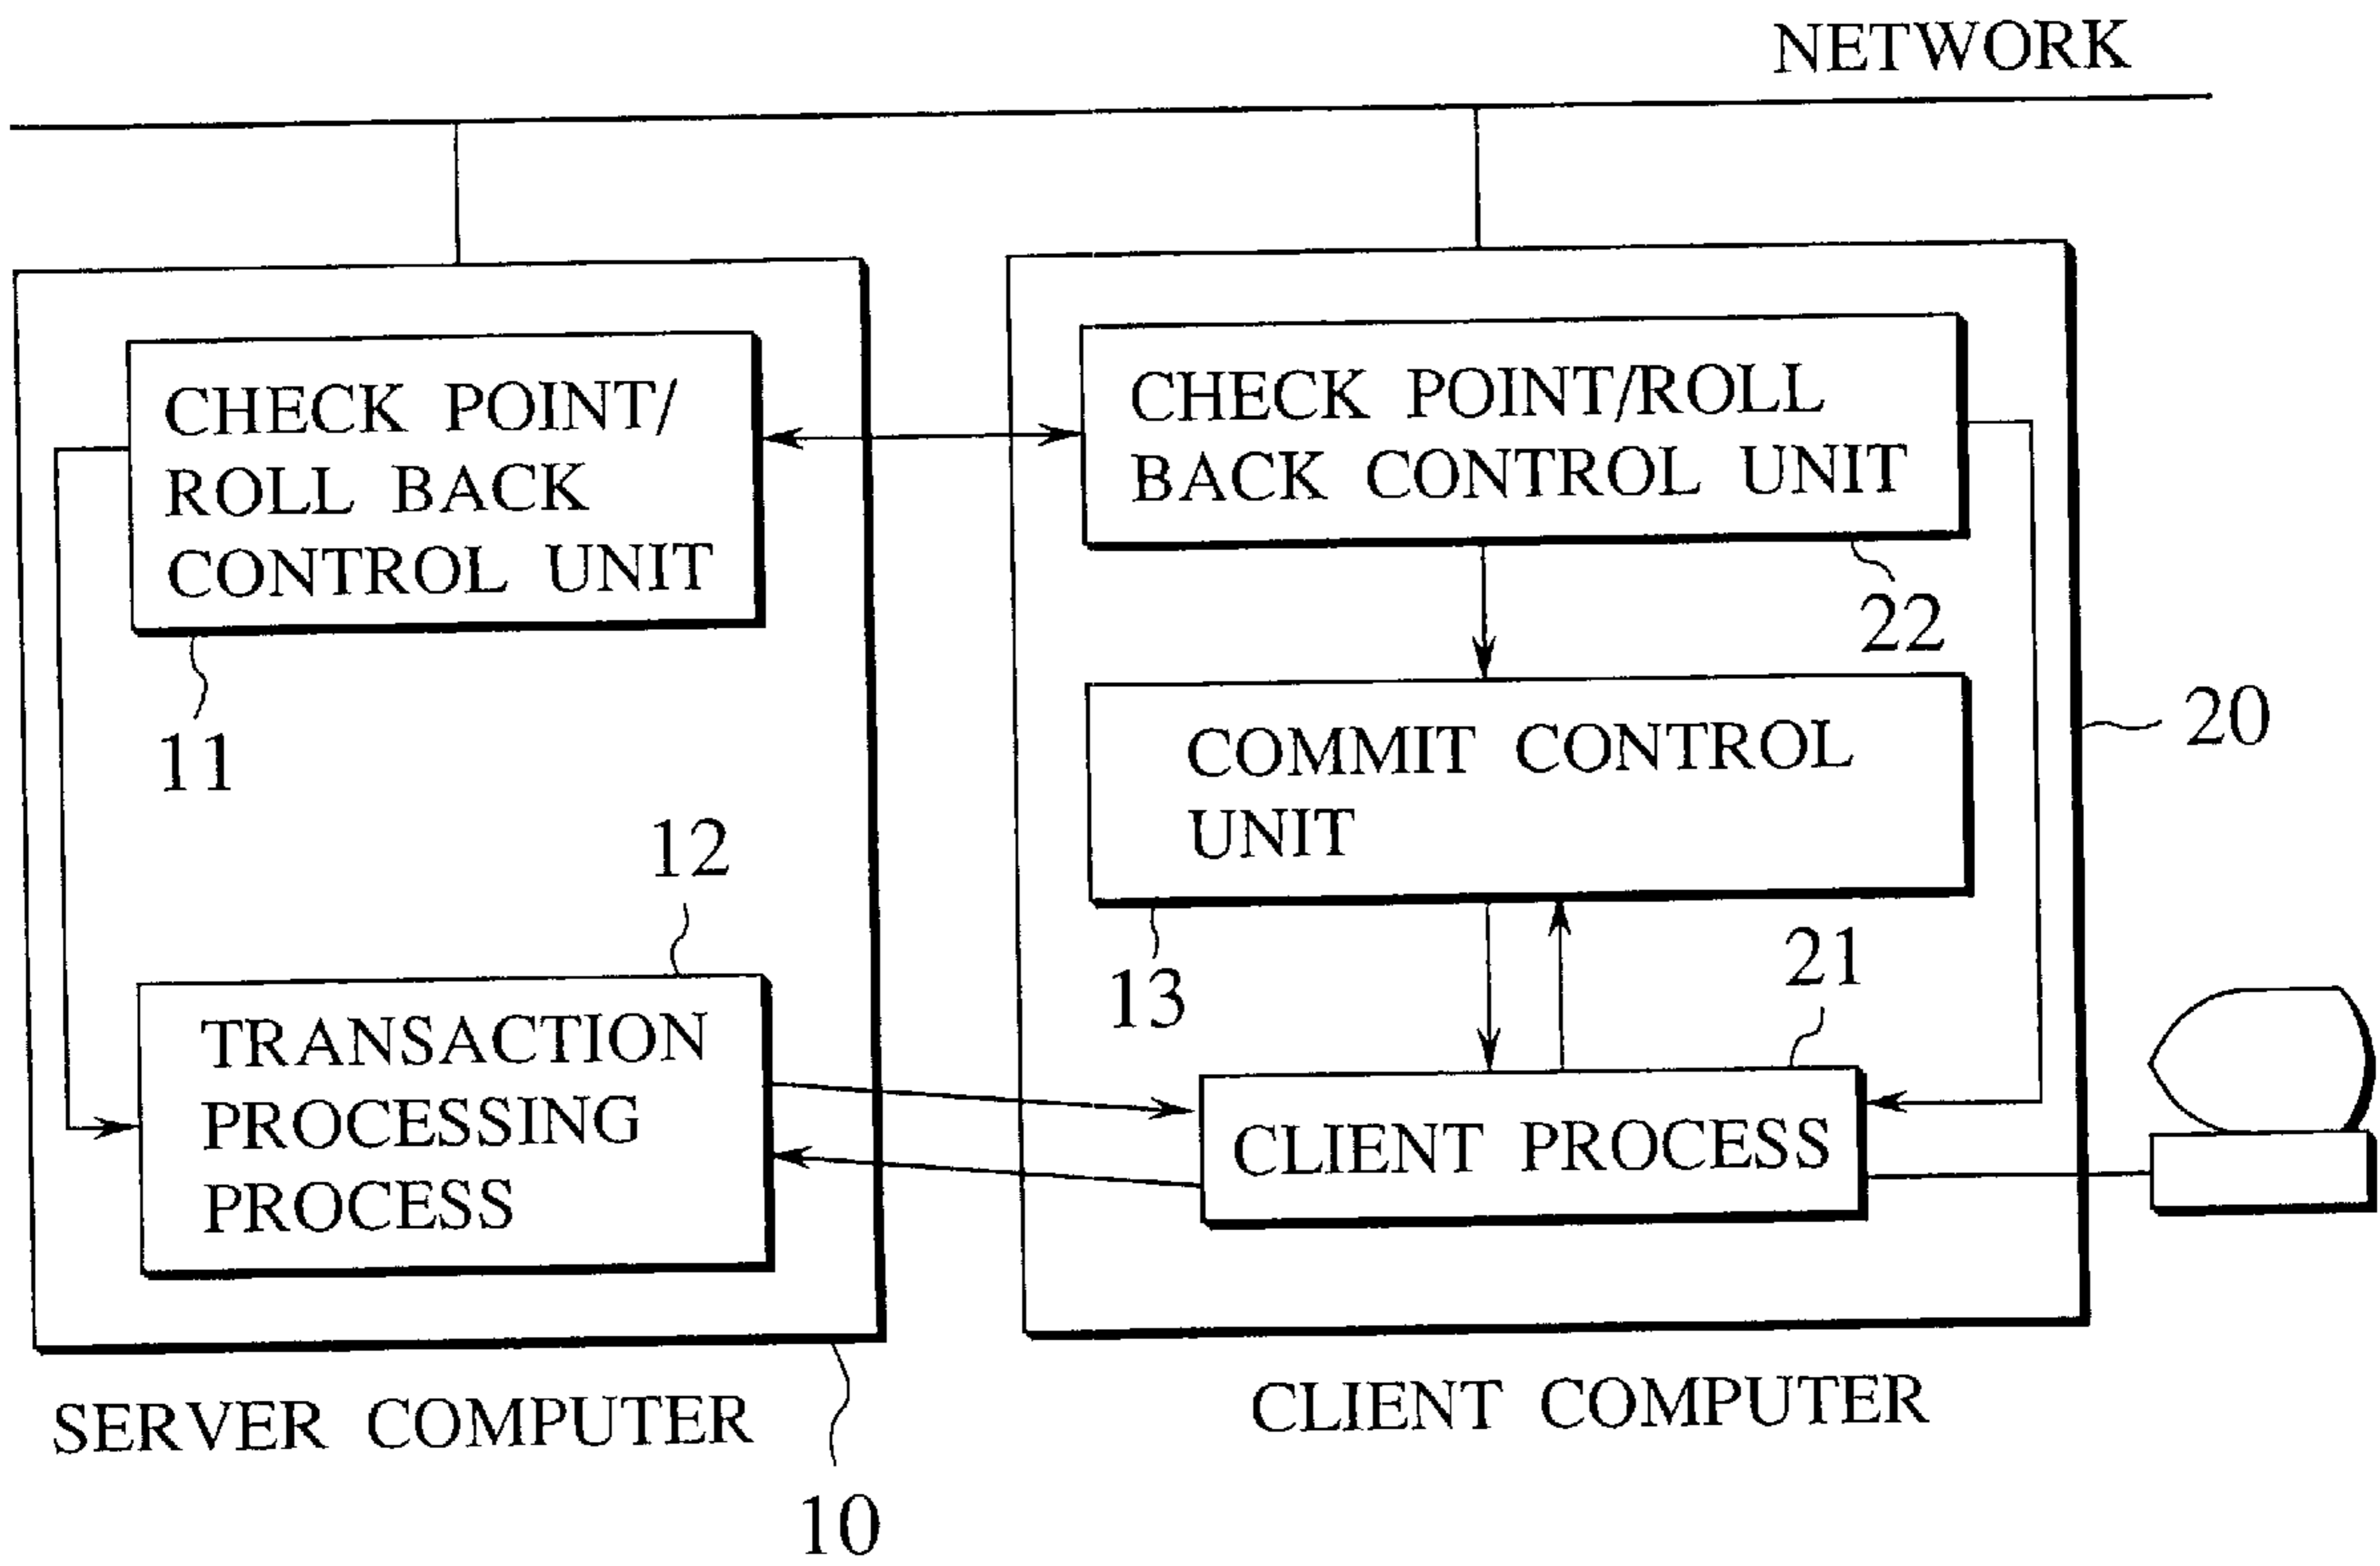 NETWORK
CHECK POINT/
ROLL BACK
CONTROL UNIT
11
12
TRANSACTION
PROCESSING
PROCESS
SERVER COMPUTER
10
CHECK POINT/ROLL
BACK CONTROL UNIT
22
COMMIT CONTROL
UNIT
20
13
21
CLIENT PROCESS
CLIENT COMPUTER